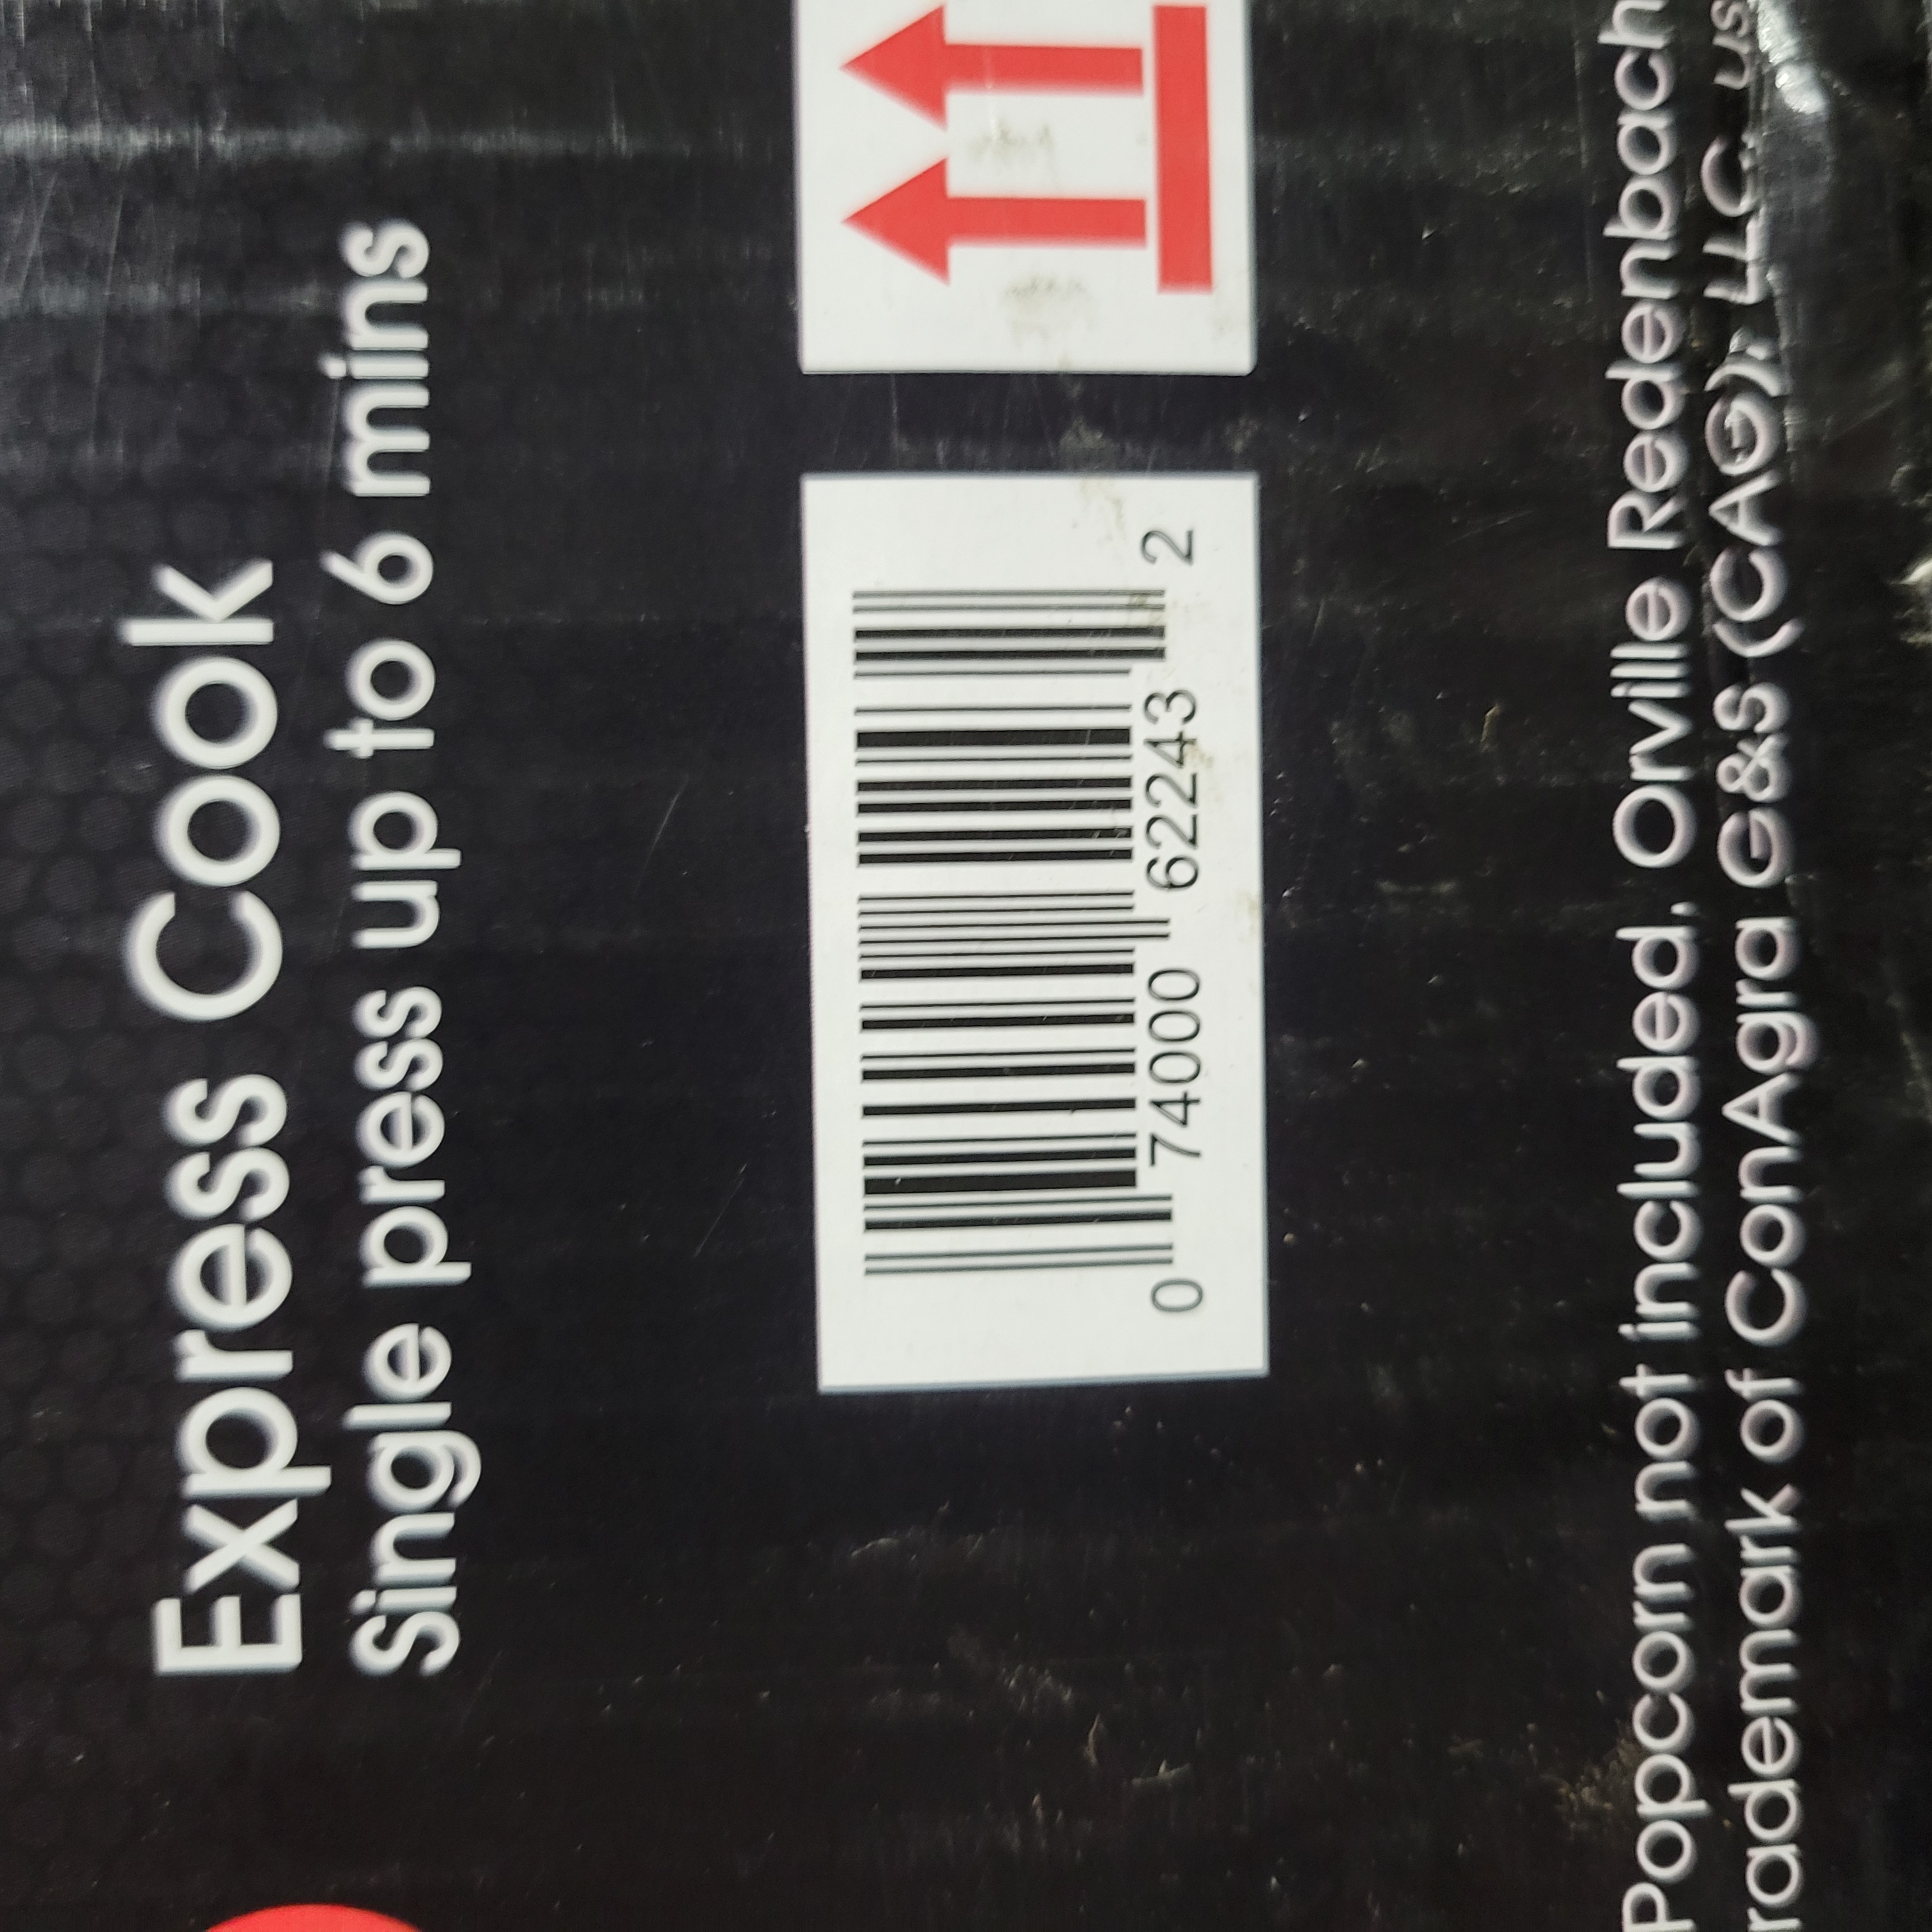 Express Cook
Single press up to 6 mins
0 74000 62243 2
Popcorn not included. Orville Redenbach
rademark of ConAgra G&S (CAG), LLC us